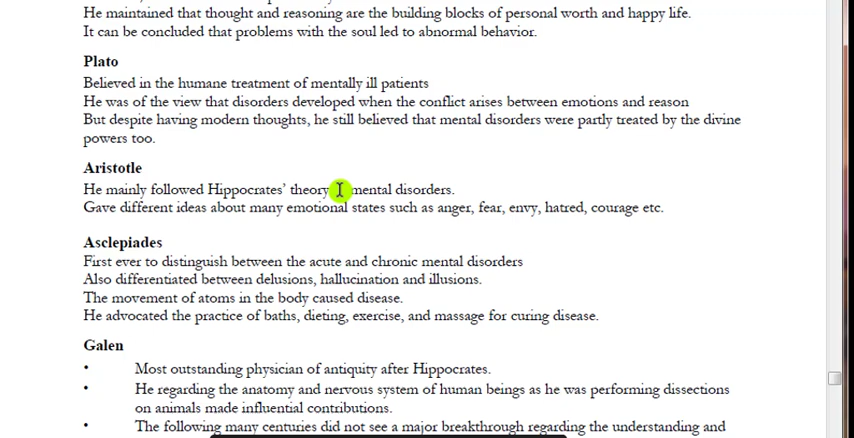 He maintained that thought and reasoning are the building blocks of personal worth and happy life.
It can be concluded that problems with the soul led to abnormal behavior.
Plato
Believed in the humane treatment of mentally ill patients
He was of the view that disorders developed when the conflict arises between emotions and reason
But despite having modern thoughts, he still believed that mental disorders were partly treated by the divine
powers too.
Aristotle
He mainly followed Hippocrates’ theory mental disorders.
Gave different ideas about many emotional states such as anger, fear, envy, hatred, courage etc.
Asclepiades
First ever to distinguish between the acute and chronic mental disorders
Also differentiated between delusions, hallucination and illusions.
The movement of atoms in the body caused disease.
He advocated the practice of baths, dieting, exercise, and massage for curing disease.
Galen
• Most outstanding physician of antiquity after Hippocrates.
• He regarding the anatomy and nervous system of human beings as he was performing dissections
on animals made influential contributions.
• The following many centuries did not see a major breakthrough regarding the understanding and